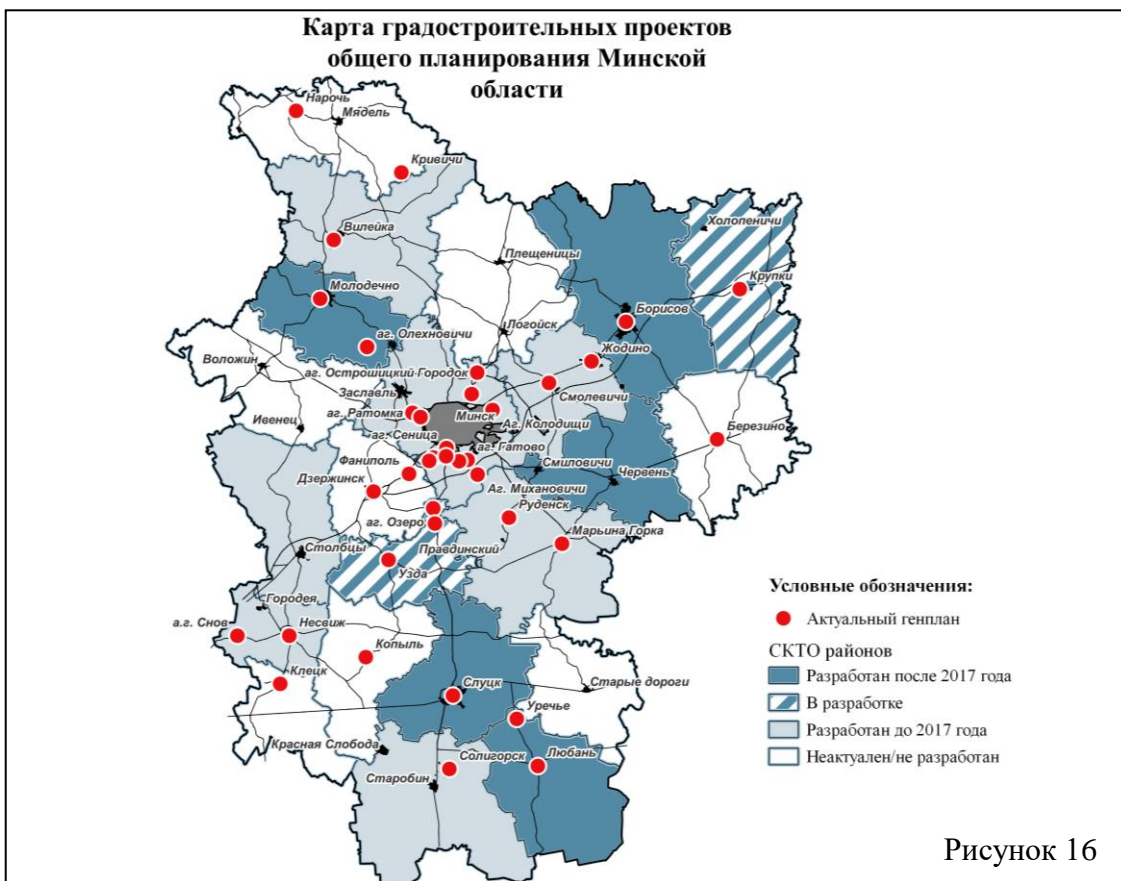 Карта градостроительных проектов
общего планирования Минской
области
Нарочь
Мядель
Кривичи
Холопеничи
Вилейка
Плещеницы
Крупки
Молодечно
Борисов
аг. Олехновичи
Логойск
Воложин
Жодино
аг. Острошицкий Городок
Заславль
Смолевичи
аг. Ратомка
Минск
Аг. Колодищи
Ивенец
Березино
аг. Сеница
аг. Гатово
Фаниполь
Смиловичи
Дзержинск
Червень
Аг. Михановичи
Руденск
аг. Озеро
Марьина Горка
Столбцы
Правдинский
Узда
Городея
а.г. Снов
Несвиж
Копыль
Клецк
Слуцк
Старые дороги
Уречье
Красная Слобода
Солигорск
Любань
Старобин
Условные обозначения:
Актуальный генплан
СКТО районов
Разработан после 2017 года
В разработке
Разработан до 2017 года
Неактуален/не разработан
Рисунок 16